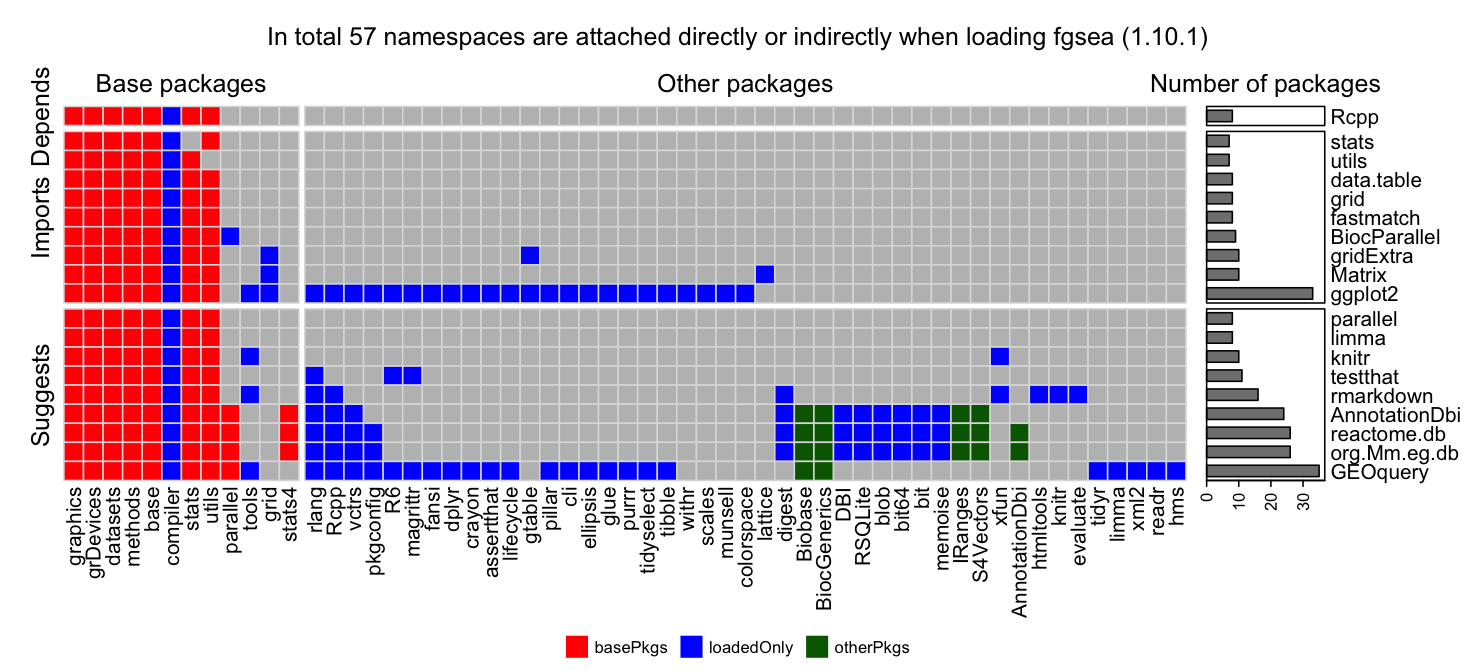 In total 57 namespaces are attached directly or indirectly when loading fgsea (1.10.1)
Base packages
Other packages
Number of packages
Depends
Imports
Suggests
Rcpp
stats
utils
data.table
grid
fastmatch
BiocParallel
gridExtra
Matrix
ggplot2
parallel
limma
knitr
testthat
rmarkdown
AnnotationDbi
reactome.db
org.Mm.eg.db
GEOquery
0
10
20
30
graphics
grDevices
datasets
methods
base
compiler
stats
utils
parallel
tools
grid
stats4
rlang
Rcpp
vctrs
pkgconfig
R6
magrittr
fansi
dplyr
crayon
assertthat
lifecycle
gtable
pillar
cli
ellipsis
glue
purrr
tidyselect
tibble
withr
scales
munsell
colorspace
lattice
digest
Biobase
BiocGenerics
DBI
RSQLite
blob
bit64
bit
memoise
IRanges
S4Vectors
xfun
AnnotationDbi
htmltools
knitr
evaluate
tidyr
limma
xml2
readr
hms
basePkgs
loadedOnly
otherPkgs